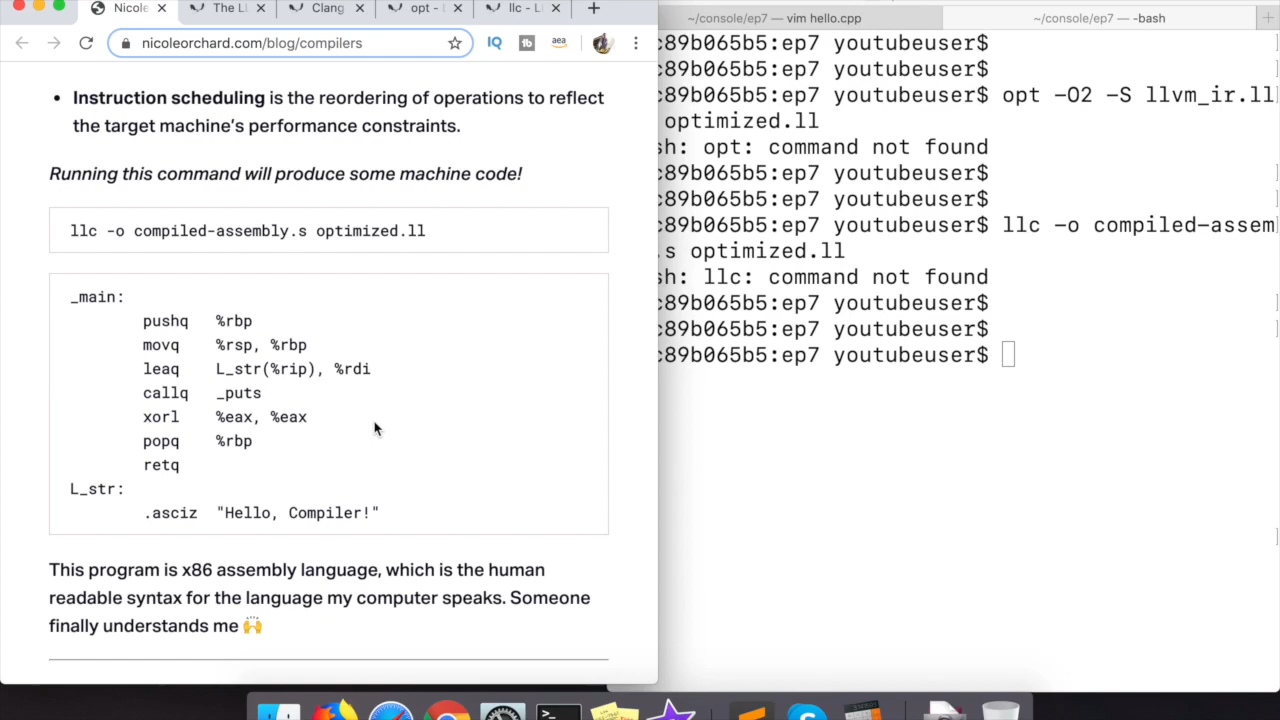 Nicole
The Ll
Clang
opt -
llc - Ll
nicoleorchard.com/blog/compilers
IQ
tb
aea
• Instruction scheduling is the reordering of operations to reflect
the target machine's performance constraints.
Running this command will produce some machine code!
llc -o compiled-assembly.s optimized.ll
_main:
pushq %rbp
movq %rsp, %rbp
leaq L_str(%rip), %rdi
callq _puts
xorl %eax, %eax
popq %rbp
retq
L_str:
.asciz "Hello, Compiler!"
This program is x86 assembly language, which is the human
readable syntax for the language my computer speaks. Someone
finally understands me 🙌
~/console/ep7 — vim hello.cpp
~/console/ep7 — -bash
c89b065b5:ep7 youtubeuser$
c89b065b5:ep7 youtubeuser$
c89b065b5:ep7 youtubeuser$ opt -O2 -S llvm_ir.ll
optimized.ll
sh: opt: command not found
c89b065b5:ep7 youtubeuser$
c89b065b5:ep7 youtubeuser$
c89b065b5:ep7 youtubeuser$ llc -o compiled-assem
.s optimized.ll
sh: llc: command not found
c89b065b5:ep7 youtubeuser$
c89b065b5:ep7 youtubeuser$
c89b065b5:ep7 youtubeuser$